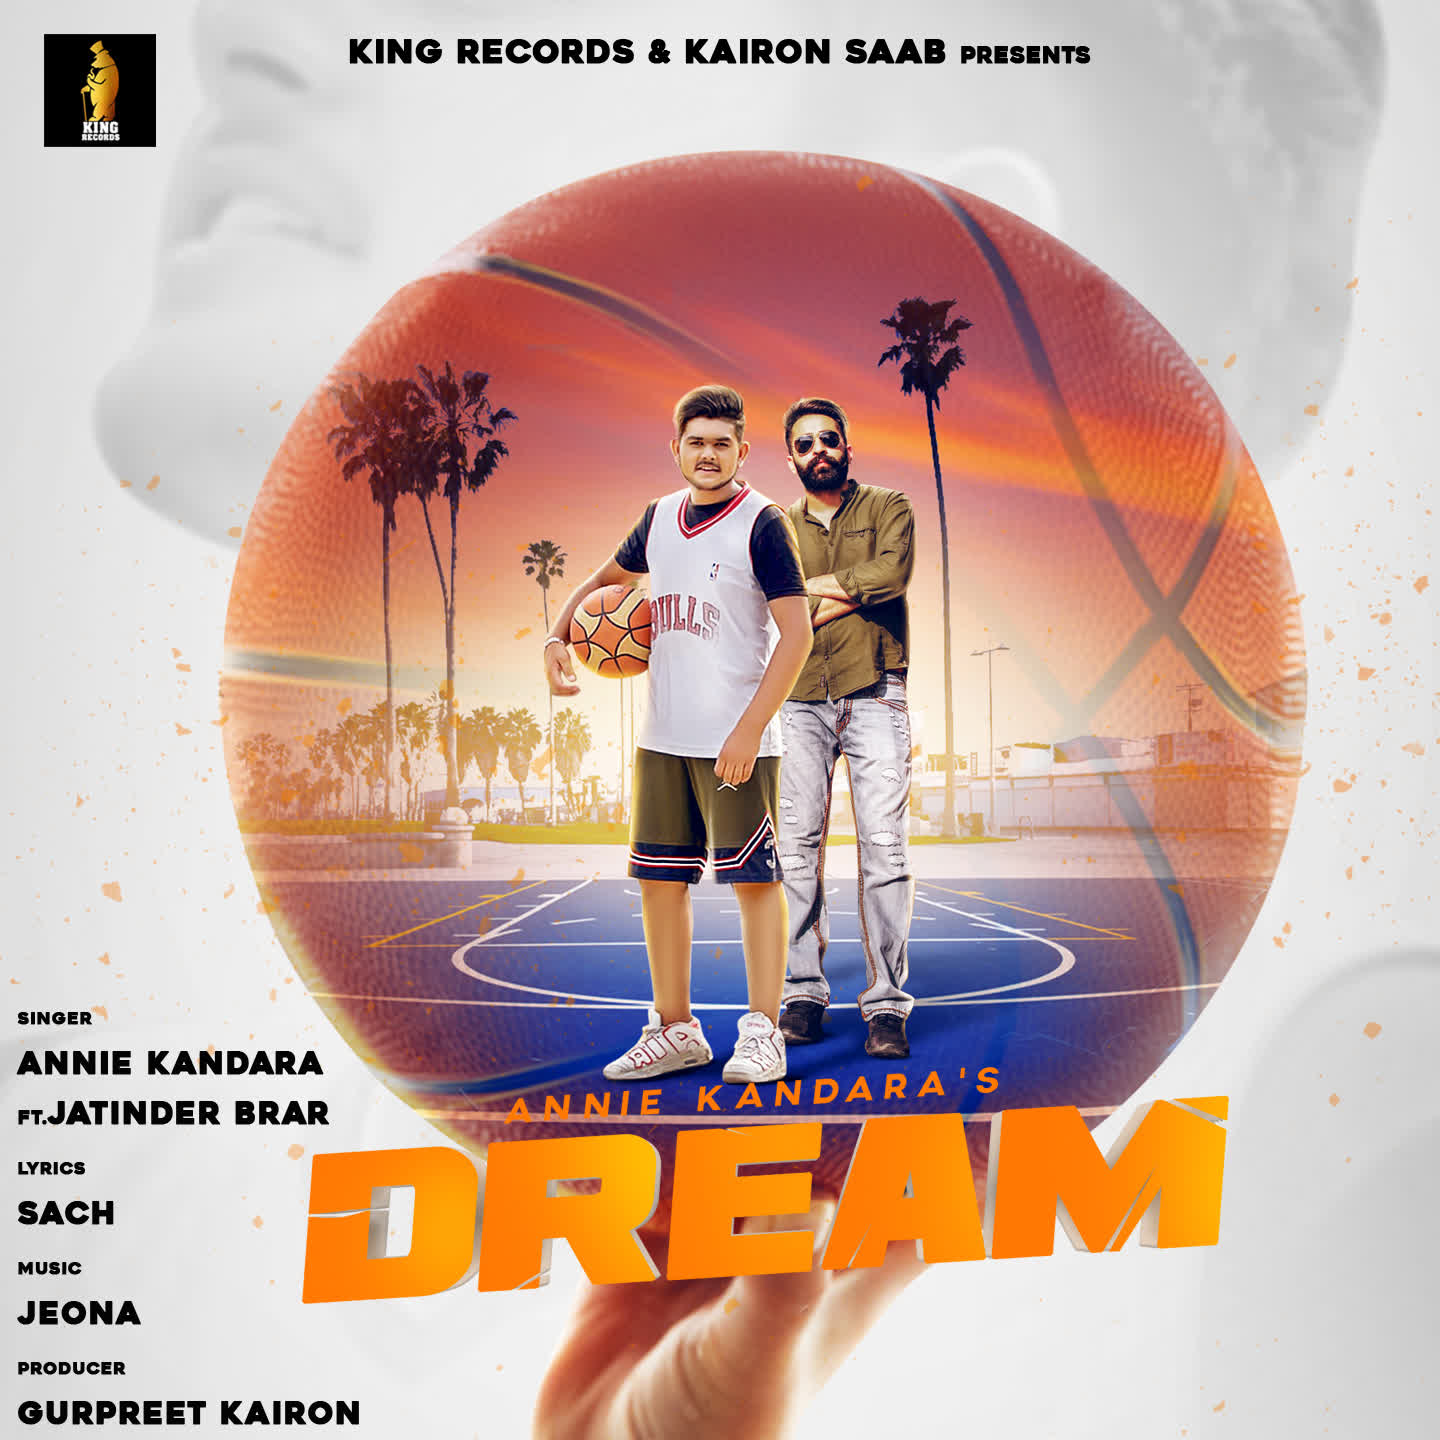 KING RECORDS & KAIRON SAAB PRESENTS
KING
RECORDS
BULLS
AIR
SINGER
ANNIE KANDARA
FT.JATINDER BRAR
LYRICS
SACH
MUSIC
JEONA
PRODUCER
GURPREET KAIRON
ANNIE KANDARA'S
DREAM